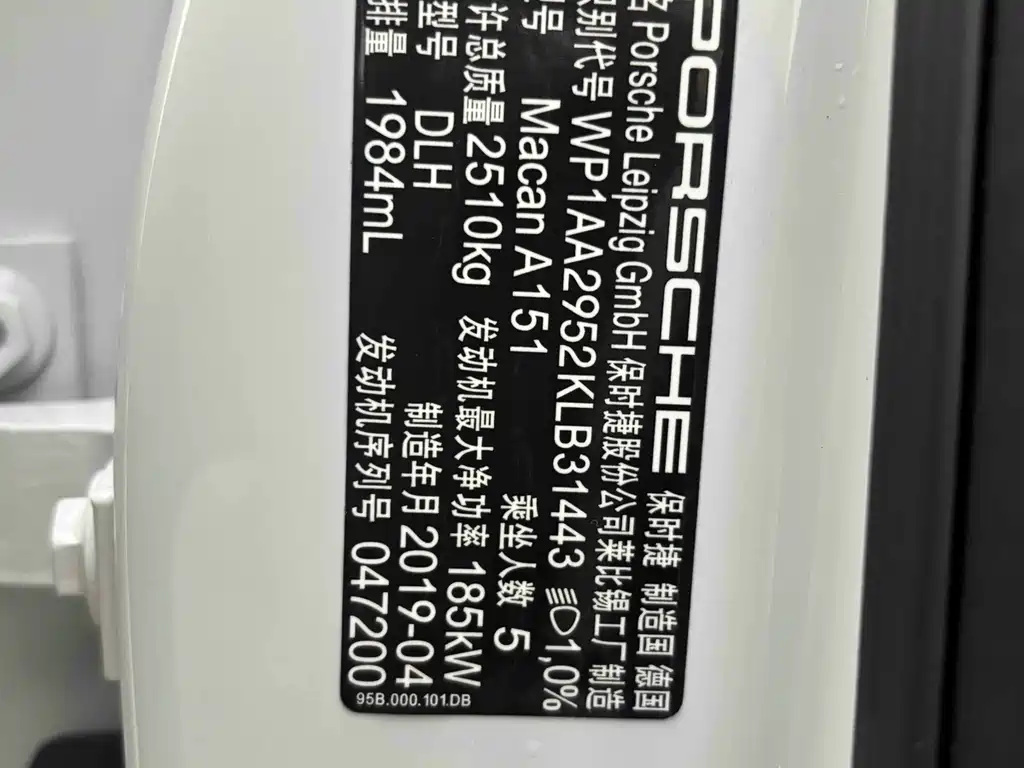 PORSCHE 保时捷 制造国 德国
名 Porsche Leipzig GmbH 保时捷股份公司莱比锡工厂制造
识别代号 WP1AA2952KLB31443 1,0%
型号 Macan A151 乘坐人数 5
许总质量 2510kg 发动机最大净功率 185kW
型号 DLH 制造年月 2019-04
排量 1984mL 发动机序列号 047200
95B.000.101.DB